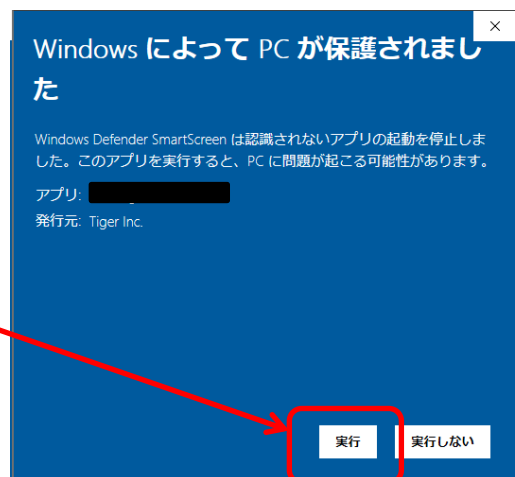 Windows によって PC が保護されまし
た
Windows Defender SmartScreen は認識されないアプリの起動を停止しま
した。このアプリを実行すると、PC に問題が起こる可能性があります。
アプリ:
発行元: Tiger Inc.
実行 実行しない